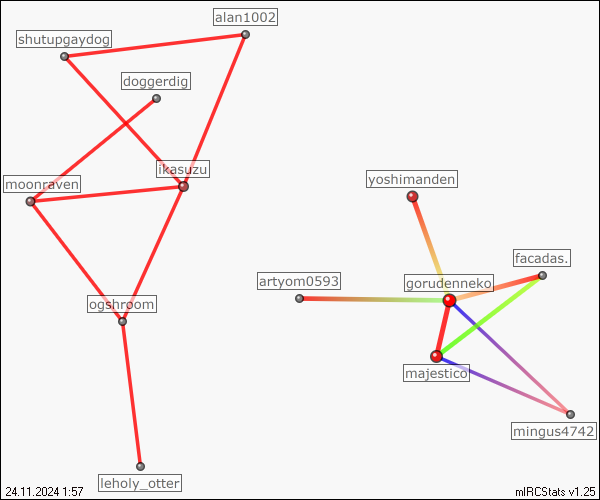 alan1002
shutupgaydog
doggerdig
ikasuzu
moonraven
yoshimanden
facadas.
artyom0593
gorudenneko
ogshroom
majestico
mingus4742
leholy_otter
24.11.2024 1:57
mIRCStats v1.25